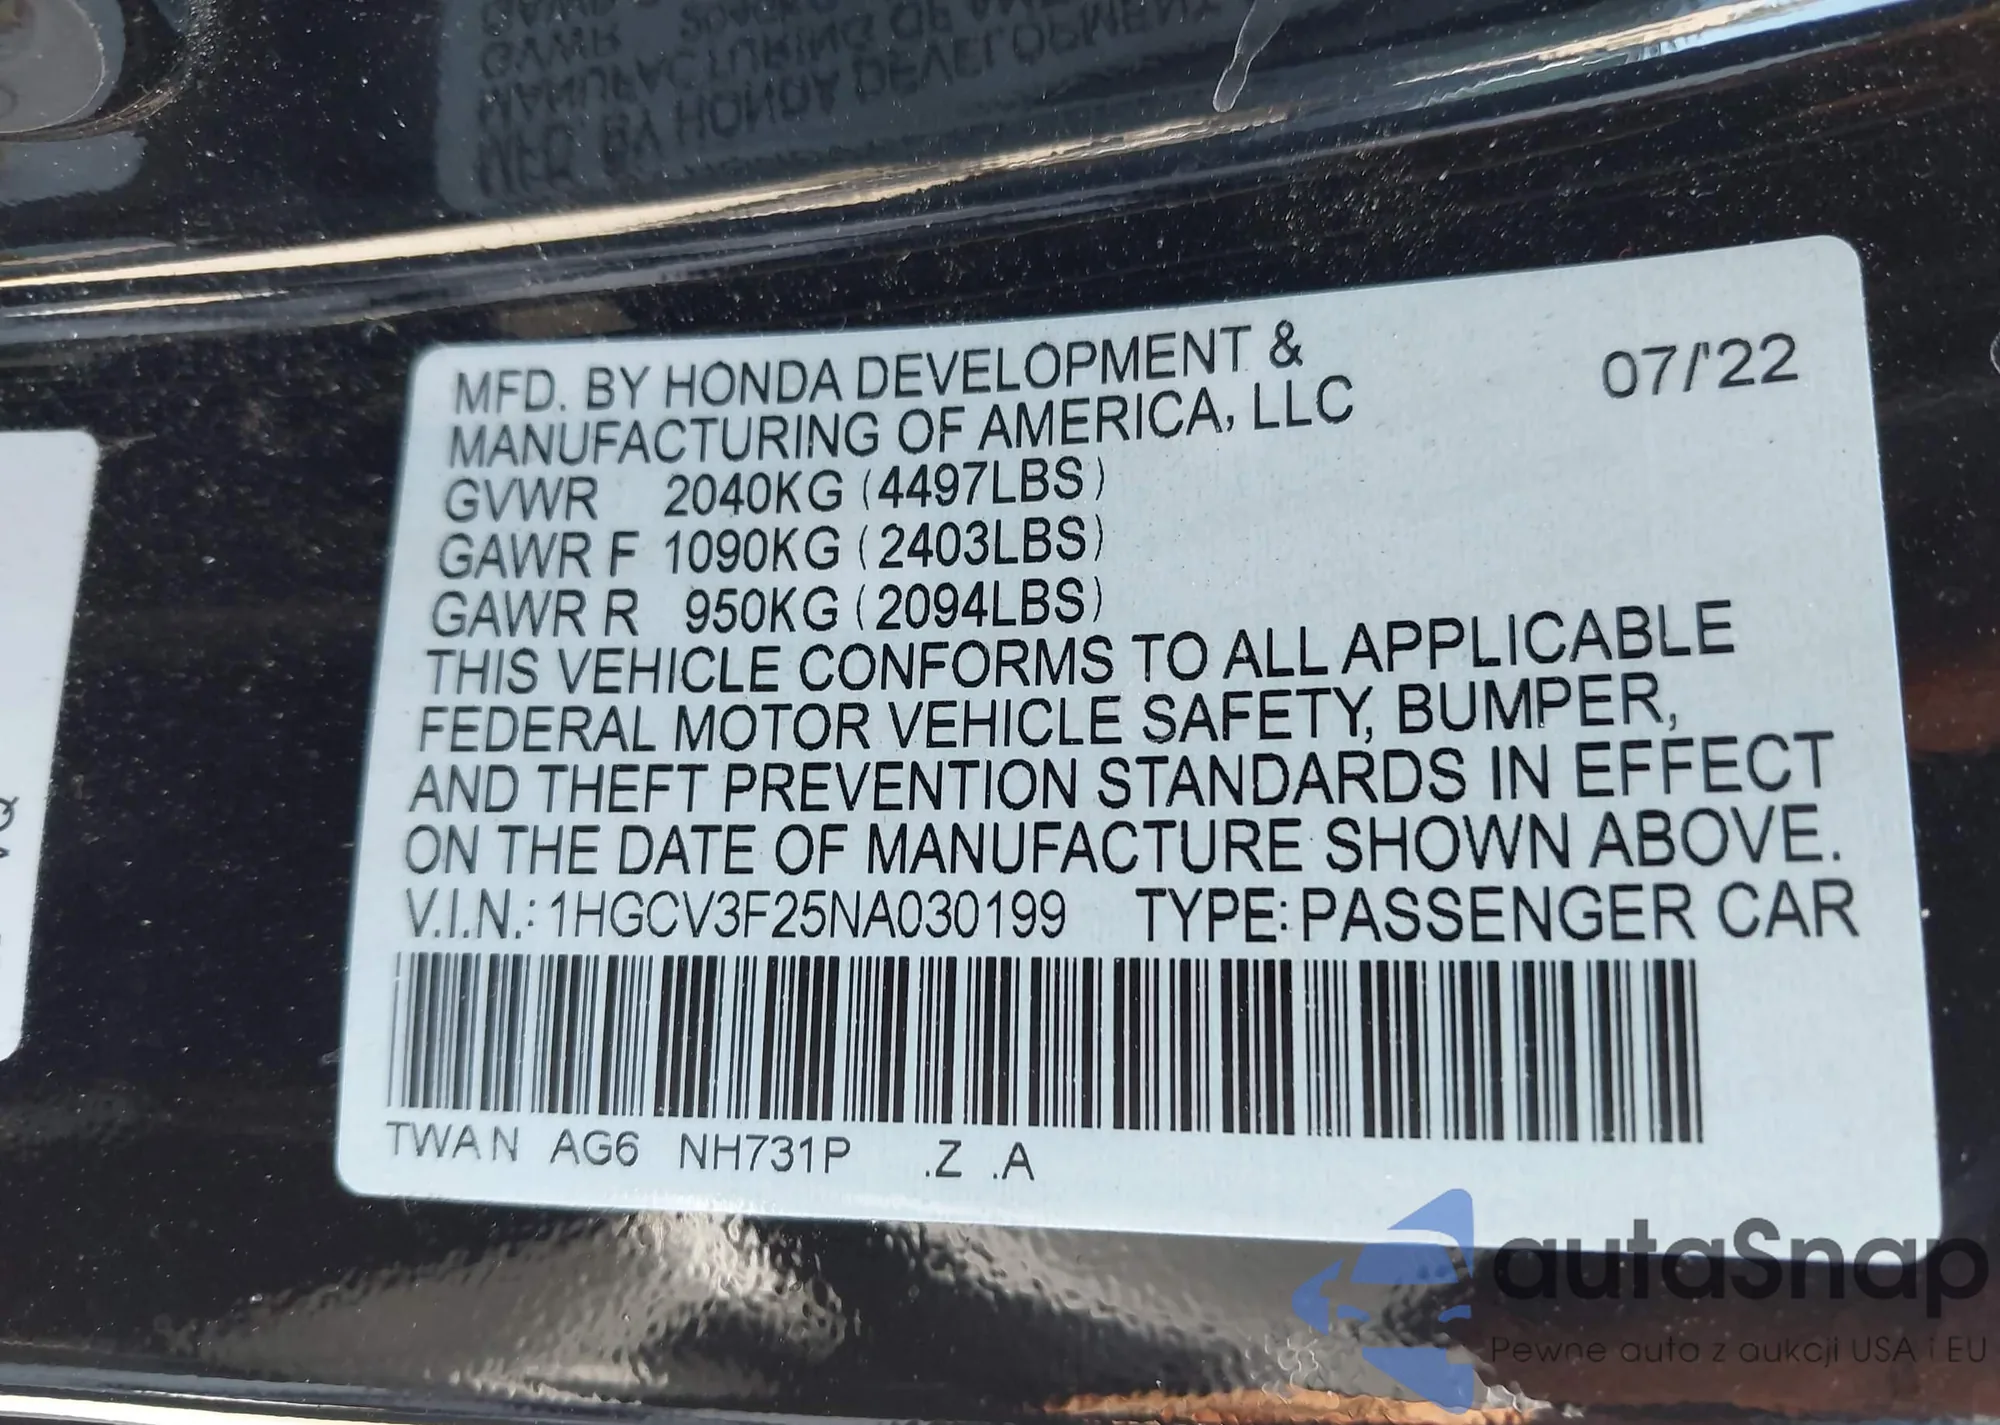 MFD. BY HONDA DEVELOPMENT &
MANUFACTURING OF AMERICA, LLC
07/'22
GVWR 2040KG (4497LBS)
GAWR F 1090KG (2403LBS)
GAWR R 950KG (2094LBS)
THIS VEHICLE CONFORMS TO ALL APPLICABLE
FEDERAL MOTOR VEHICLE SAFETY, BUMPER,
AND THEFT PREVENTION STANDARDS IN EFFECT
ON THE DATE OF MANUFACTURE SHOWN ABOVE.
V.I.N.: 1HGCV3F25NA030199 TYPE: PASSENGER CAR
TWAN AG6 NH731P .Z .A
autaSnap
Pewne auta z aukcji USA i EU